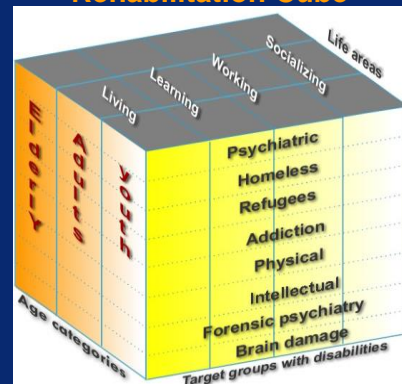 Rehabilitation Cube
Life areas
Socializing
Working
Learning
Living
Elderly
Adults
youth
Psychiatric
Homeless
Refugees
Addiction
Physical
Intellectual
Forensic psychiatry
Brain damage
Age categories
Target groups with disabilities